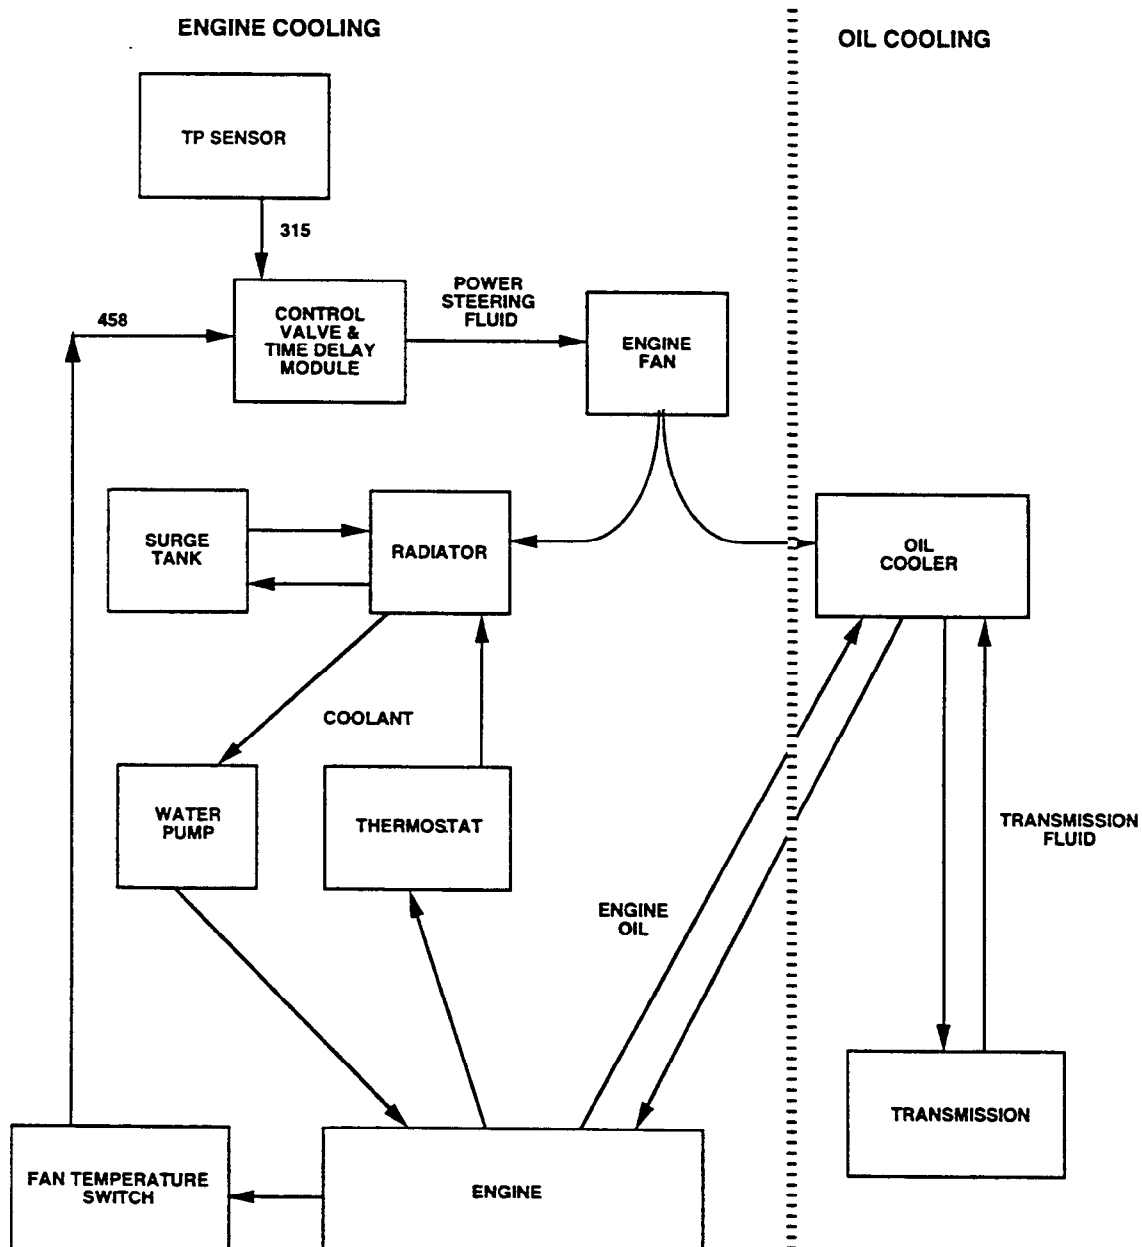 ENGINE COOLING
OIL COOLING
TP SENSOR
315
458
CONTROL
VALVE &
TIME DELAY
MODULE
POWER
STEERING
FLUID
ENGINE
FAN
SURGE
TANK
RADIATOR
OIL
COOLER
COOLANT
WATER
PUMP
THERMOSTAT
TRANSMISSION
FLUID
ENGINE
OIL
TRANSMISSION
FAN TEMPERATURE
SWITCH
ENGINE